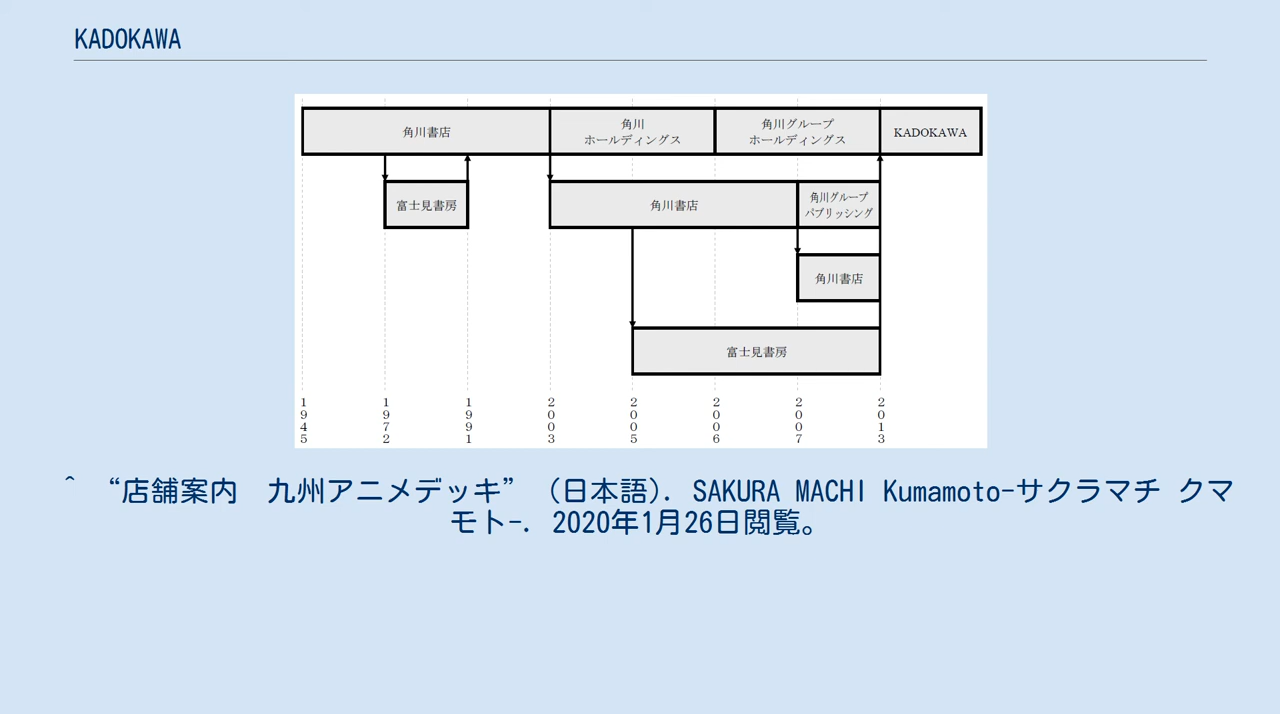 KADOKAWA
角川書店
角川
ホールディングス
角川グループ
ホールディングス
KADOKAWA
富士見書房
角川書店
角川グループ
パブリッシング
角川書店
富士見書房
1945
1972
1991
2003
2005
2006
2007
2013
^ “店舗案内　九州アニメデッキ” (日本語). SAKURA MACHI Kumamoto-サクラマチ クマ
モト-. 2020年1月26日閲覧。